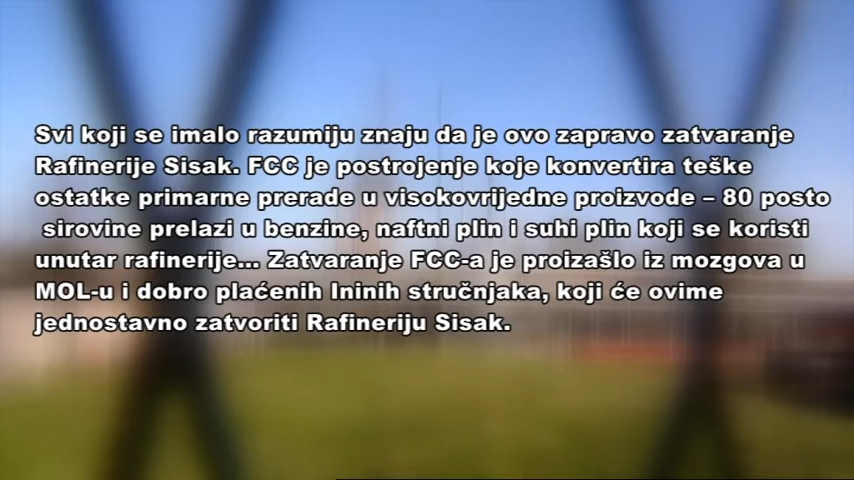 Svi koji se imalo razumiju znaju da je ovo zapravo zatvaranje
Rafinerije Sisak. FCC je postrojenje koje konvertira teške
ostatke primarne prerade u visokovrijedne proizvode – 80 posto
sirovine prelazi u benzine, naftni plin i suhi plin koji se koristi
unutar rafinerije... Zatvaranje FCC-a je proizašlo iz mozgova u
MOL-u i dobro plaćenih Ininih stručnjaka, koji će ovime
jednostavno zatvoriti Rafineriju Sisak.